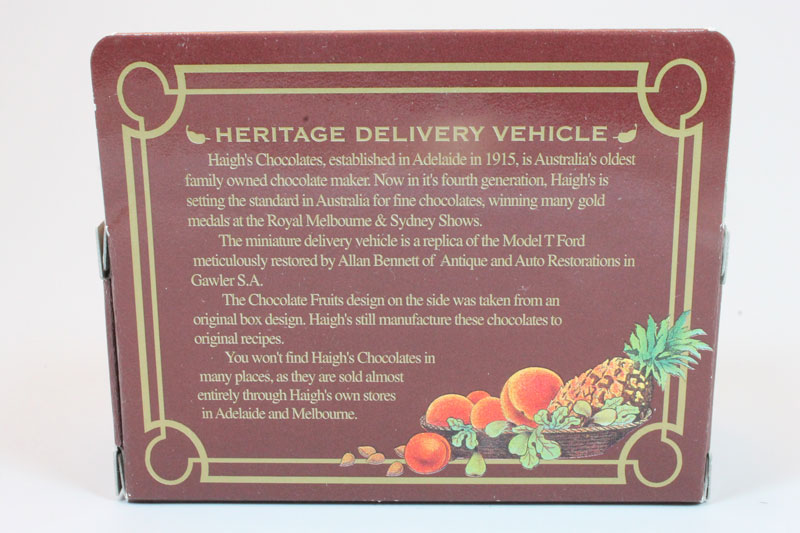 HERITAGE DELIVERY VEHICLE
Haigh's Chocolates, established in Adelaide in 1915, is Australia's oldest
family owned chocolate maker. Now in it's fourth generation, Haigh's is
setting the standard in Australia for fine chocolates, winning many gold
medals at the Royal Melbourne & Sydney Shows.
The miniature delivery vehicle is a replica of the Model T Ford
meticulously restored by Allan Bennett of Antique and Auto Restorations in
Gawler S.A.
The Chocolate Fruits design on the side was taken from an
original box design. Haigh's still manufacture these chocolates to
original recipes.
You won't find Haigh's Chocolates in
many places, as they are sold almost
entirely through Haigh's own stores
in Adelaide and Melbourne.